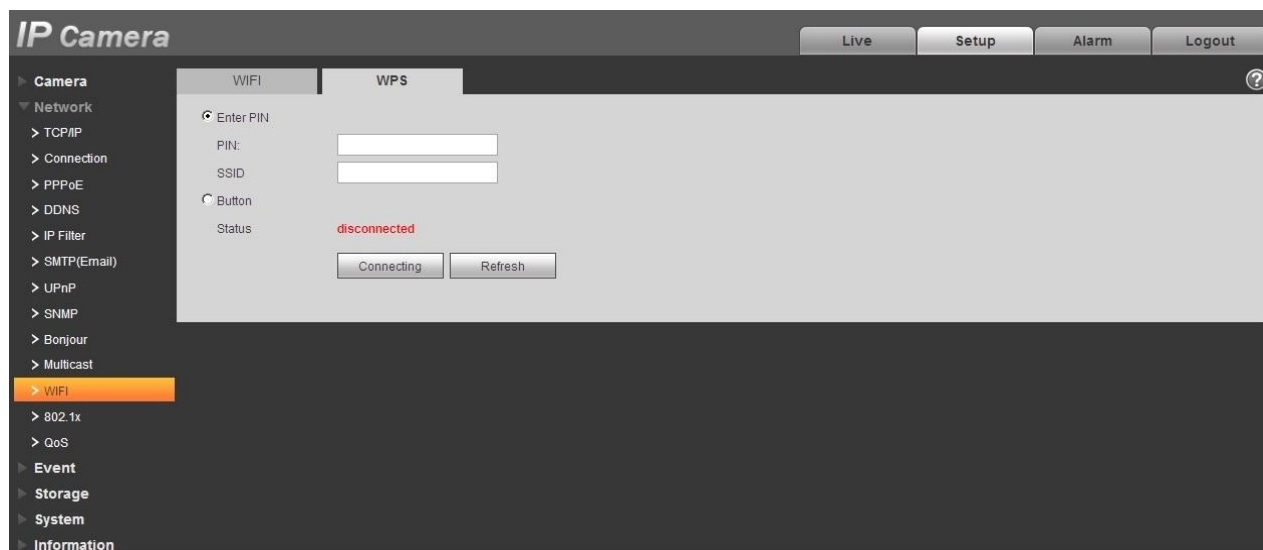 IP Camera
Live Setup Alarm Logout
Camera
Network
> TCP/IP
> Connection
> PPPoE
> DDNS
> IP Filter
> SMTP(Email)
> UPnP
> SNMP
> Bonjour
> Multicast
> WIFI
> 802.1x
> QoS
Event
Storage
System
Information
WIFI WPS ?
Enter PIN
PIN:
SSID
Button
Status disconnected
Connecting Refresh